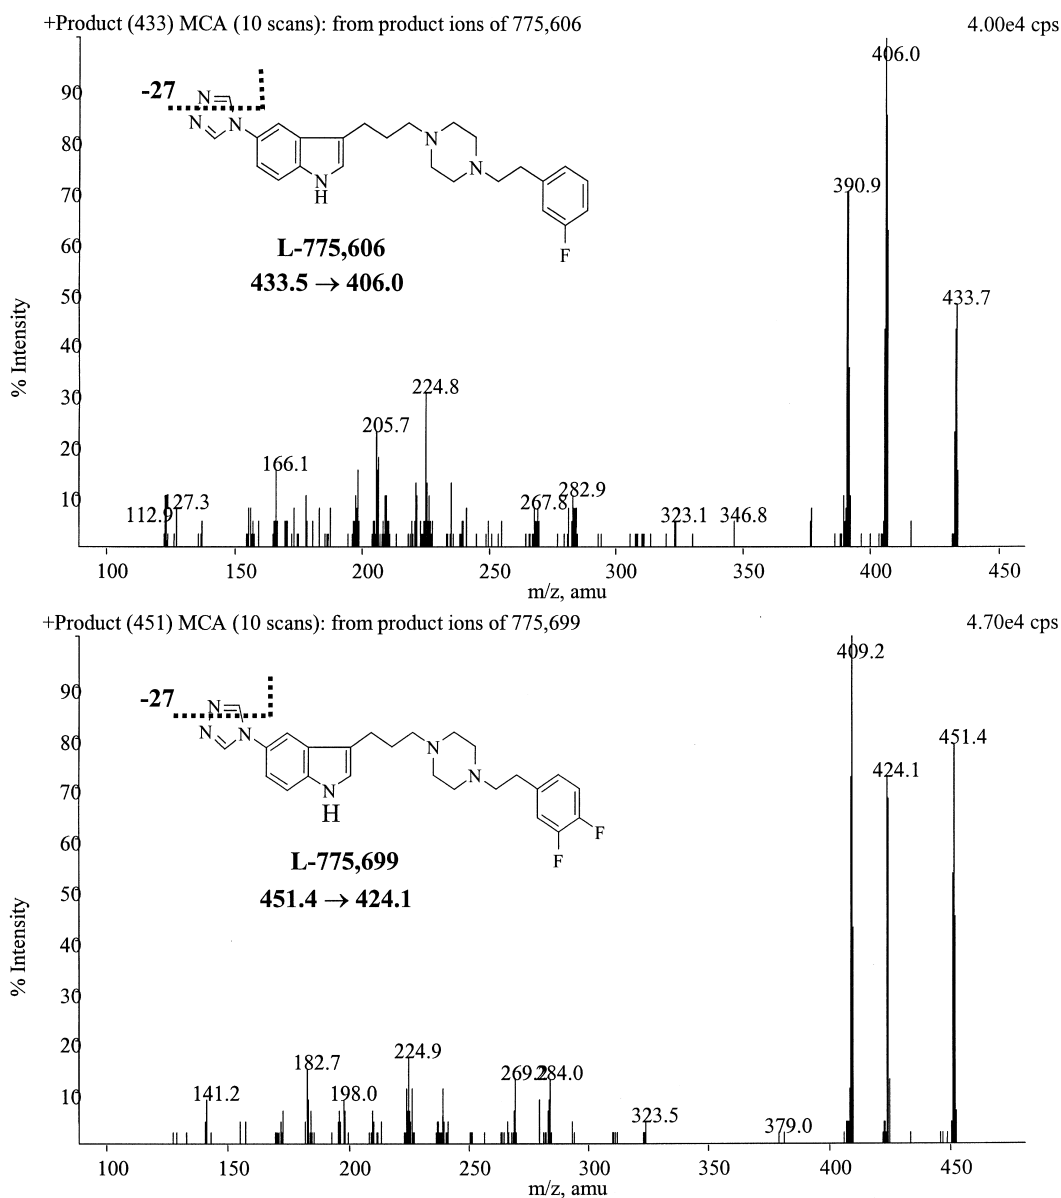 +Product (433) MCA (10 scans): from product ions of 775,606 4.00e4 cps
406.0
90
-27
N
N
N
N
N
80
390.9
70
N
H
60
F
L-775,606
433.5 → 406.0
50
433.7
% Intensity
40
30
224.8
205.7
20
166.1
10
282.9
112.9
127.3
267.8
323.1
346.8
100 150 200 250 300 350 400 450
m/z, amu
+Product (451) MCA (10 scans): from product ions of 775,699 4.70e4 cps
409.2
90
-27
N
N
N
N
N
80
451.4
424.1
70
N
H
F
F
60
L-775,699
451.4 → 424.1
50
% Intensity
40
30
20
224.9
182.7
269.2
284.0
141.2
198.0
10
323.5
379.0
100 150 200 250 300 350 400 450
m/z, amu